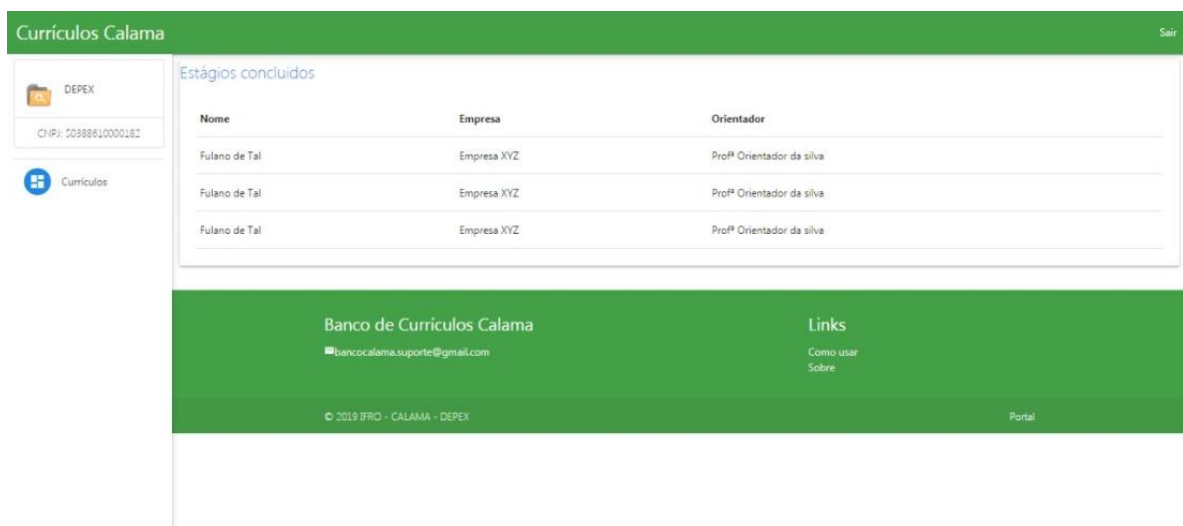 Currículos Calama
Sair
DEPEX
CNPJ:
Currículos
Estágios concluidos
Nome Empresa Orientador
Fulano de Tal Empresa XYZ Profª Orientador da silva
Fulano de Tal Empresa XYZ Profª Orientador da silva
Fulano de Tal Empresa XYZ Profª Orientador da silva
Banco de Currículos Calama
bancocalama.suporte@gmail.com
Links
Como usar
Sobre
© 2019 IFRO - CALAMA - DEPEX
Portal